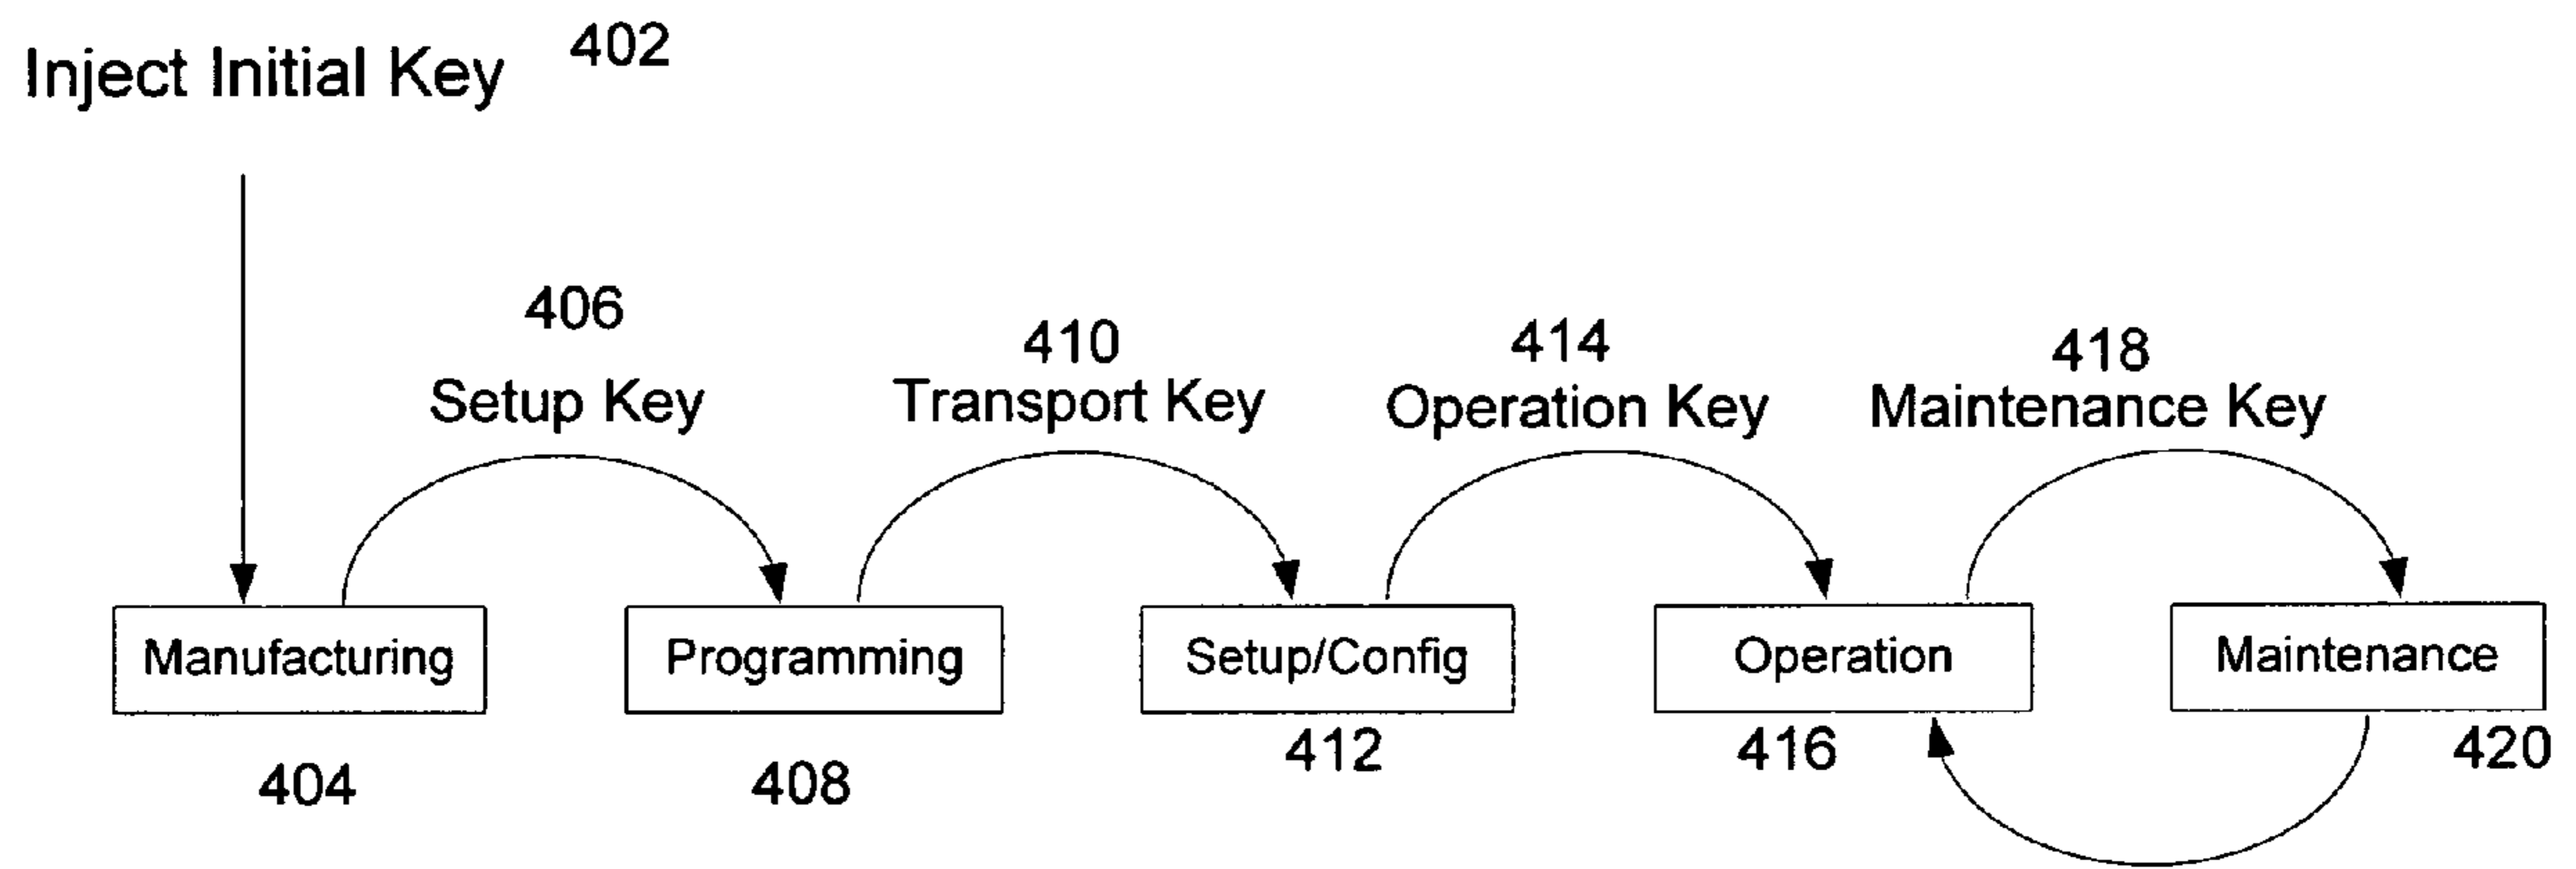 402
Inject Initial Key
406
Setup Key
410
Transport Key
414
Operation Key
418
Maintenance Key
Manufacturing
404
Programming
408
Setup/Config
412
Operation
416
Maintenance
420